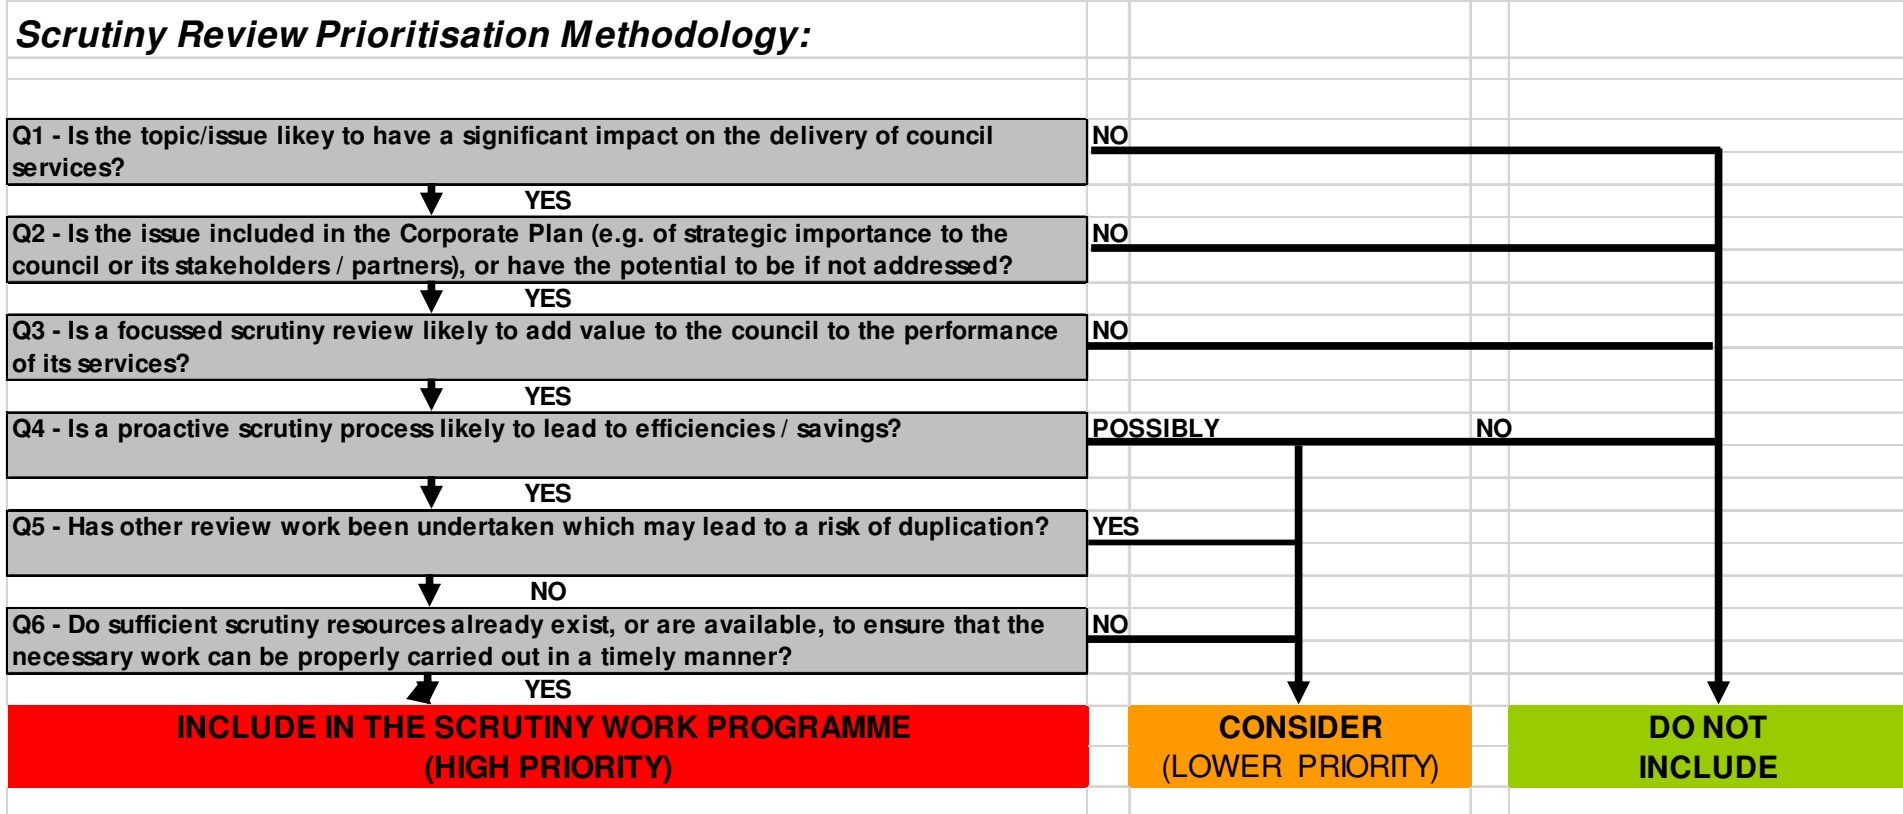 Scrutiny Review Prioritisation Methodology:
Q1 - Is the topic/issue likey to have a significant impact on the delivery of council
services?
NO
YES
Q2 - Is the issue included in the Corporate Plan (e.g. of strategic importance to the
council or its stakeholders / partners), or have the potential to be if not addressed?
NO
YES
Q3 - Is a focussed scrutiny review likely to add value to the council to the performance
of its services?
NO
YES
Q4 - Is a proactive scrutiny process likely to lead to efficiencies / savings?
POSSIBLY
NO
YES
Q5 - Has other review work been undertaken which may lead to a risk of duplication?
YES
NO
Q6 - Do sufficient scrutiny resources already exist, or are available, to ensure that the
necessary work can be properly carried out in a timely manner?
NO
YES
INCLUDE IN THE SCRUTINY WORK PROGRAMME
(HIGH PRIORITY)
CONSIDER
(LOWER PRIORITY)
DO NOT
INCLUDE